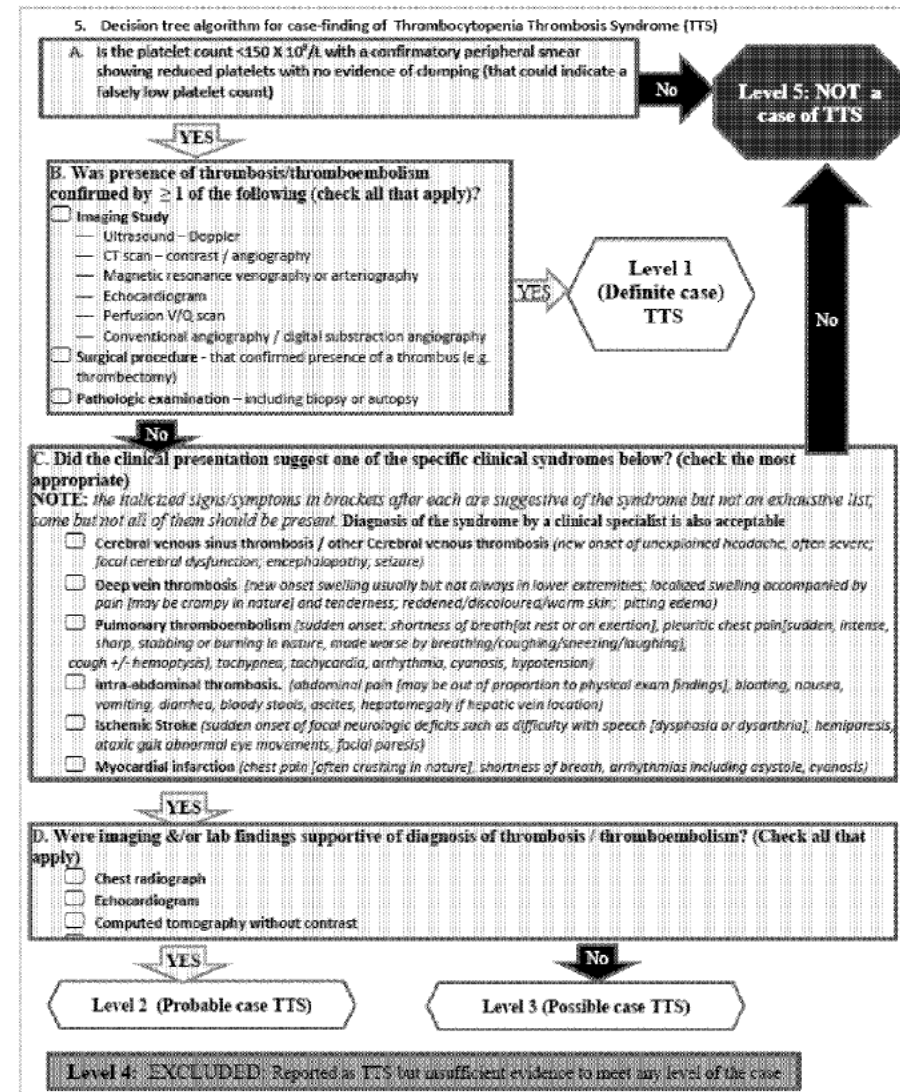 5. Decision tree algorithm for case-finding of Thrombocytopenia Thrombosis Syndrome (TTS)
A. Is the platelet count <150 X 10⁹/L with a confirmatory peripheral smear
showing reduced platelets with no evidence of clumping (that could indicate a
falsely low platelet count)
No
Level 5: NOT a
case of TTS
YES
B. Was presence of thrombosis/thromboembolism
confirmed by ≥ 1 of the following (check all that apply)?
Imaging Study
— Ultrasound – Doppler
— CT scan – contrast / angiography
— Magnetic resonance venography or arteriography
— Echocardiogram
— Perfusion V/Q scan
— Conventional angiography / digital substraction angiography
Surgical procedure - that confirmed presence of a thrombus (e.g.
thrombectomy)
Pathologic examination – including biopsy or autopsy
YES
Level 1
(Definite case)
TTS
No
No
C. Did the clinical presentation suggest one of the specific clinical syndromes below? (check the most
appropriate)
NOTE: the italicized signs/symptoms in brackets after each are suggestive of the syndrome but not an exhaustive list;
some but not all of them should be present. Diagnosis of the syndrome by a clinical specialist is also acceptable
Cerebral venous sinus thrombosis / other Cerebral venous thrombosis (new onset of unexplained headache, often severe;
focal cerebral dysfunction; encephalopathy, seizure)
Deep vein thrombosis (new onset swelling usually but not always in lower extremities; localized swelling accompanied by
pain [may be crampy in nature] and tenderness; reddened/discoloured/warm skin; pitting edema)
Pulmonary thromboembolism (sudden onset: shortness of breath[at rest or on exertion], pleuritic chest pain[sudden, intense,
sharp, stabbing or burning in nature, made worse by breathing/coughing/sneezing/laughing],
cough +/- hemoptysis), tachypnea, tachycardia, arrhythmia, cyanosis, hypotension)
Intra-abdominal thrombosis. (abdominal pain [may be out of proportion to physical exam findings], bloating, nausea,
vomiting, diarrhea, bloody stools, ascites, hepatomegaly if hepatic vein location)
Ischemic Stroke (sudden onset of focal neurologic deficits such as difficulty with speech [dysphasia or dysarthria], hemiparesis,
ataxic gait abnormal eye movements, facial paresis)
Myocardial infarction (chest pain [often crushing in nature], shortness of breath, arrhythmias including asystole, cyanosis)
YES
D. Were imaging &/or lab findings supportive of diagnosis of thrombosis / thromboembolism? (Check all that
apply)
Chest radiograph
Echocardiogram
Computed tomography without contrast
YES
No
Level 2 (Probable case TTS)
Level 3 (Possible case TTS)
Level 4: EXCLUDED: Reported as TTS but insufficient evidence to meet any level of the case